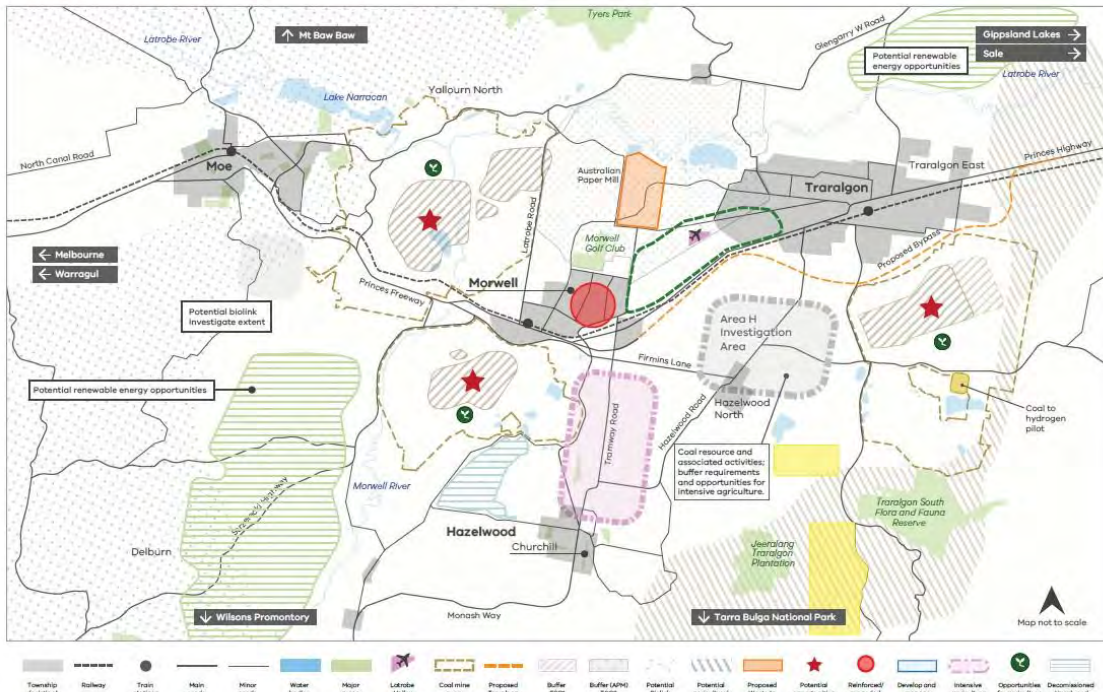 Tyers Park
Latrobe River
↑ Mt Baw Baw
Glengarry W Road
Gippsland Lakes →
Sale →
Potential renewable
energy opportunities
Latrobe River
Lake Narracan
Yallourn North
North Canal Road
Moe
Australian
Paper Mill
Traralgon East
Princes Highway
Traralgon
Latrobe Road
Morwell
Golf Club
← Melbourne
← Warragul
Proposed Bypass
Princes Freeway
Morwell
Potential biolink
Investigate extent
Area H
Investigation
Area
Firmins Lane
Potential renewable energy opportunities
Hazelwood
North
Coal to
hydrogen
pilot
Tramway Road
Hazelwood Road
Coal resource and
associated activities;
buffer requirements
and opportunities for
intensive agriculture.
Morwell River
Traralgon South
Flora and Fauna
Reserve
Hazelwood
Delburn
Churchill
Jeeralang
Traralgon
Plantation
Monash Way
↓ Wilsons Promontory
↓ Tarra Bulga National Park
Map not to scale
Township
Railway
Train
Main
Minor
Water
Major
Latrobe
Coal mine
Proposed
Buffer
Buffer (APM)
Potential
Potential
Proposed
Potential
Reinforced/
Develop and
Intensive
Opportunities
Decomissioned